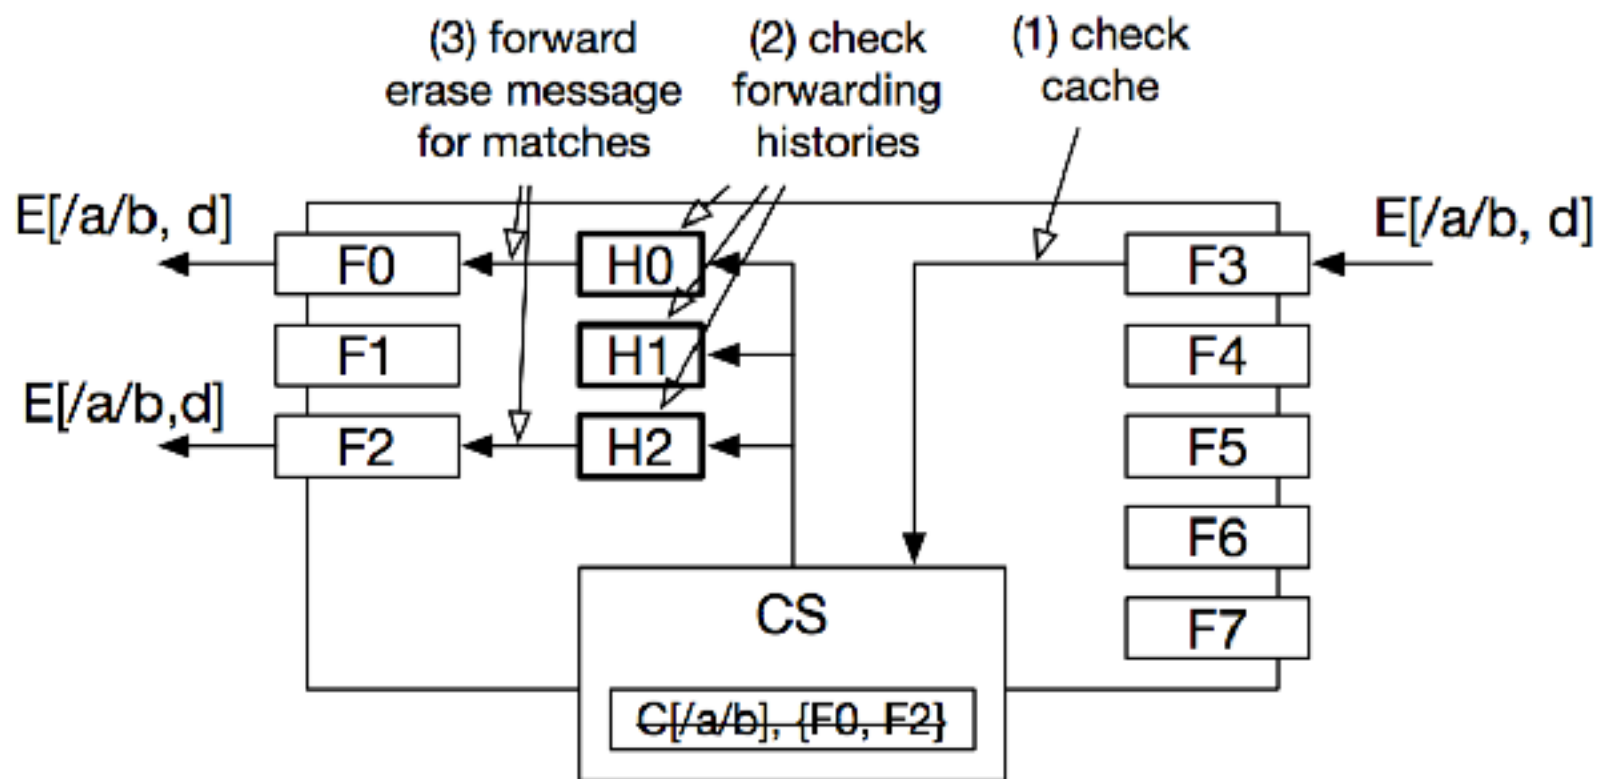 (3) forward
erase message
for matches
(2) check
forwarding
histories
(1) check
cache
E[/a/b, d]
F0
H0
F3
E[/a/b, d]
F1
H1
F4
E[/a/b,d]
F2
H2
F5
F6
CS
F7
C[/a/b], {F0, F2}